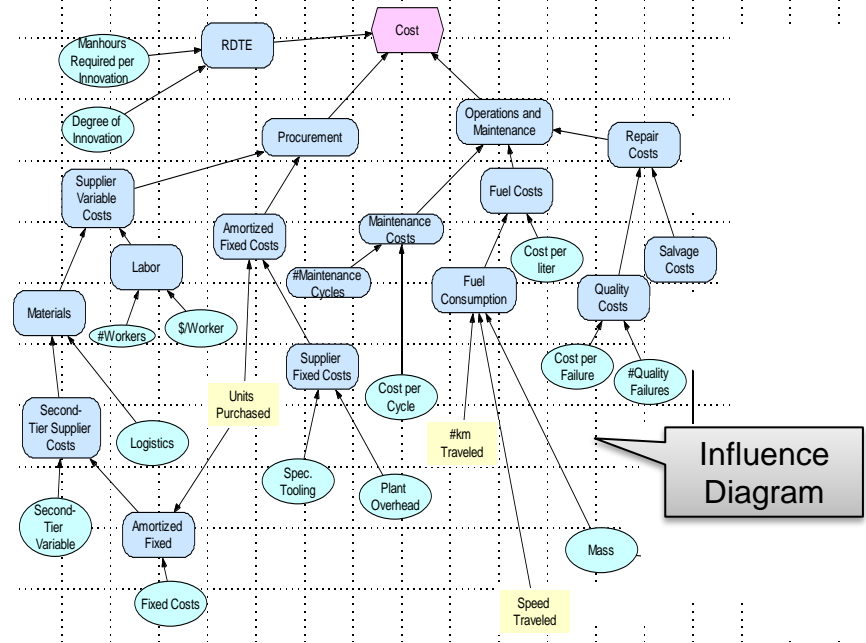 Cost
RDTE
Manhours
Required per
Innovation
Degree of
Innovation
Procurement
Operations and
Maintenance
Repair
Costs
Supplier
Variable
Costs
Fuel Costs
Amortized
Fixed Costs
Maintenance
Costs
Cost per
liter
Salvage
Costs
Labor
#Maintenance
Cycles
Fuel
Consumption
Quality
Costs
Materials
#Workers
$/Worker
Supplier
Fixed Costs
Cost per
Failure
#Quality
Failures
Units
Purchased
Cost per
Cycle
Second-
Tier Supplier
Costs
Logistics
#km
Traveled
Influence
Diagram
Spec.
Tooling
Plant
Overhead
Second-
Tier
Variable
Amortized
Fixed
Mass
Fixed Costs
Speed
Traveled